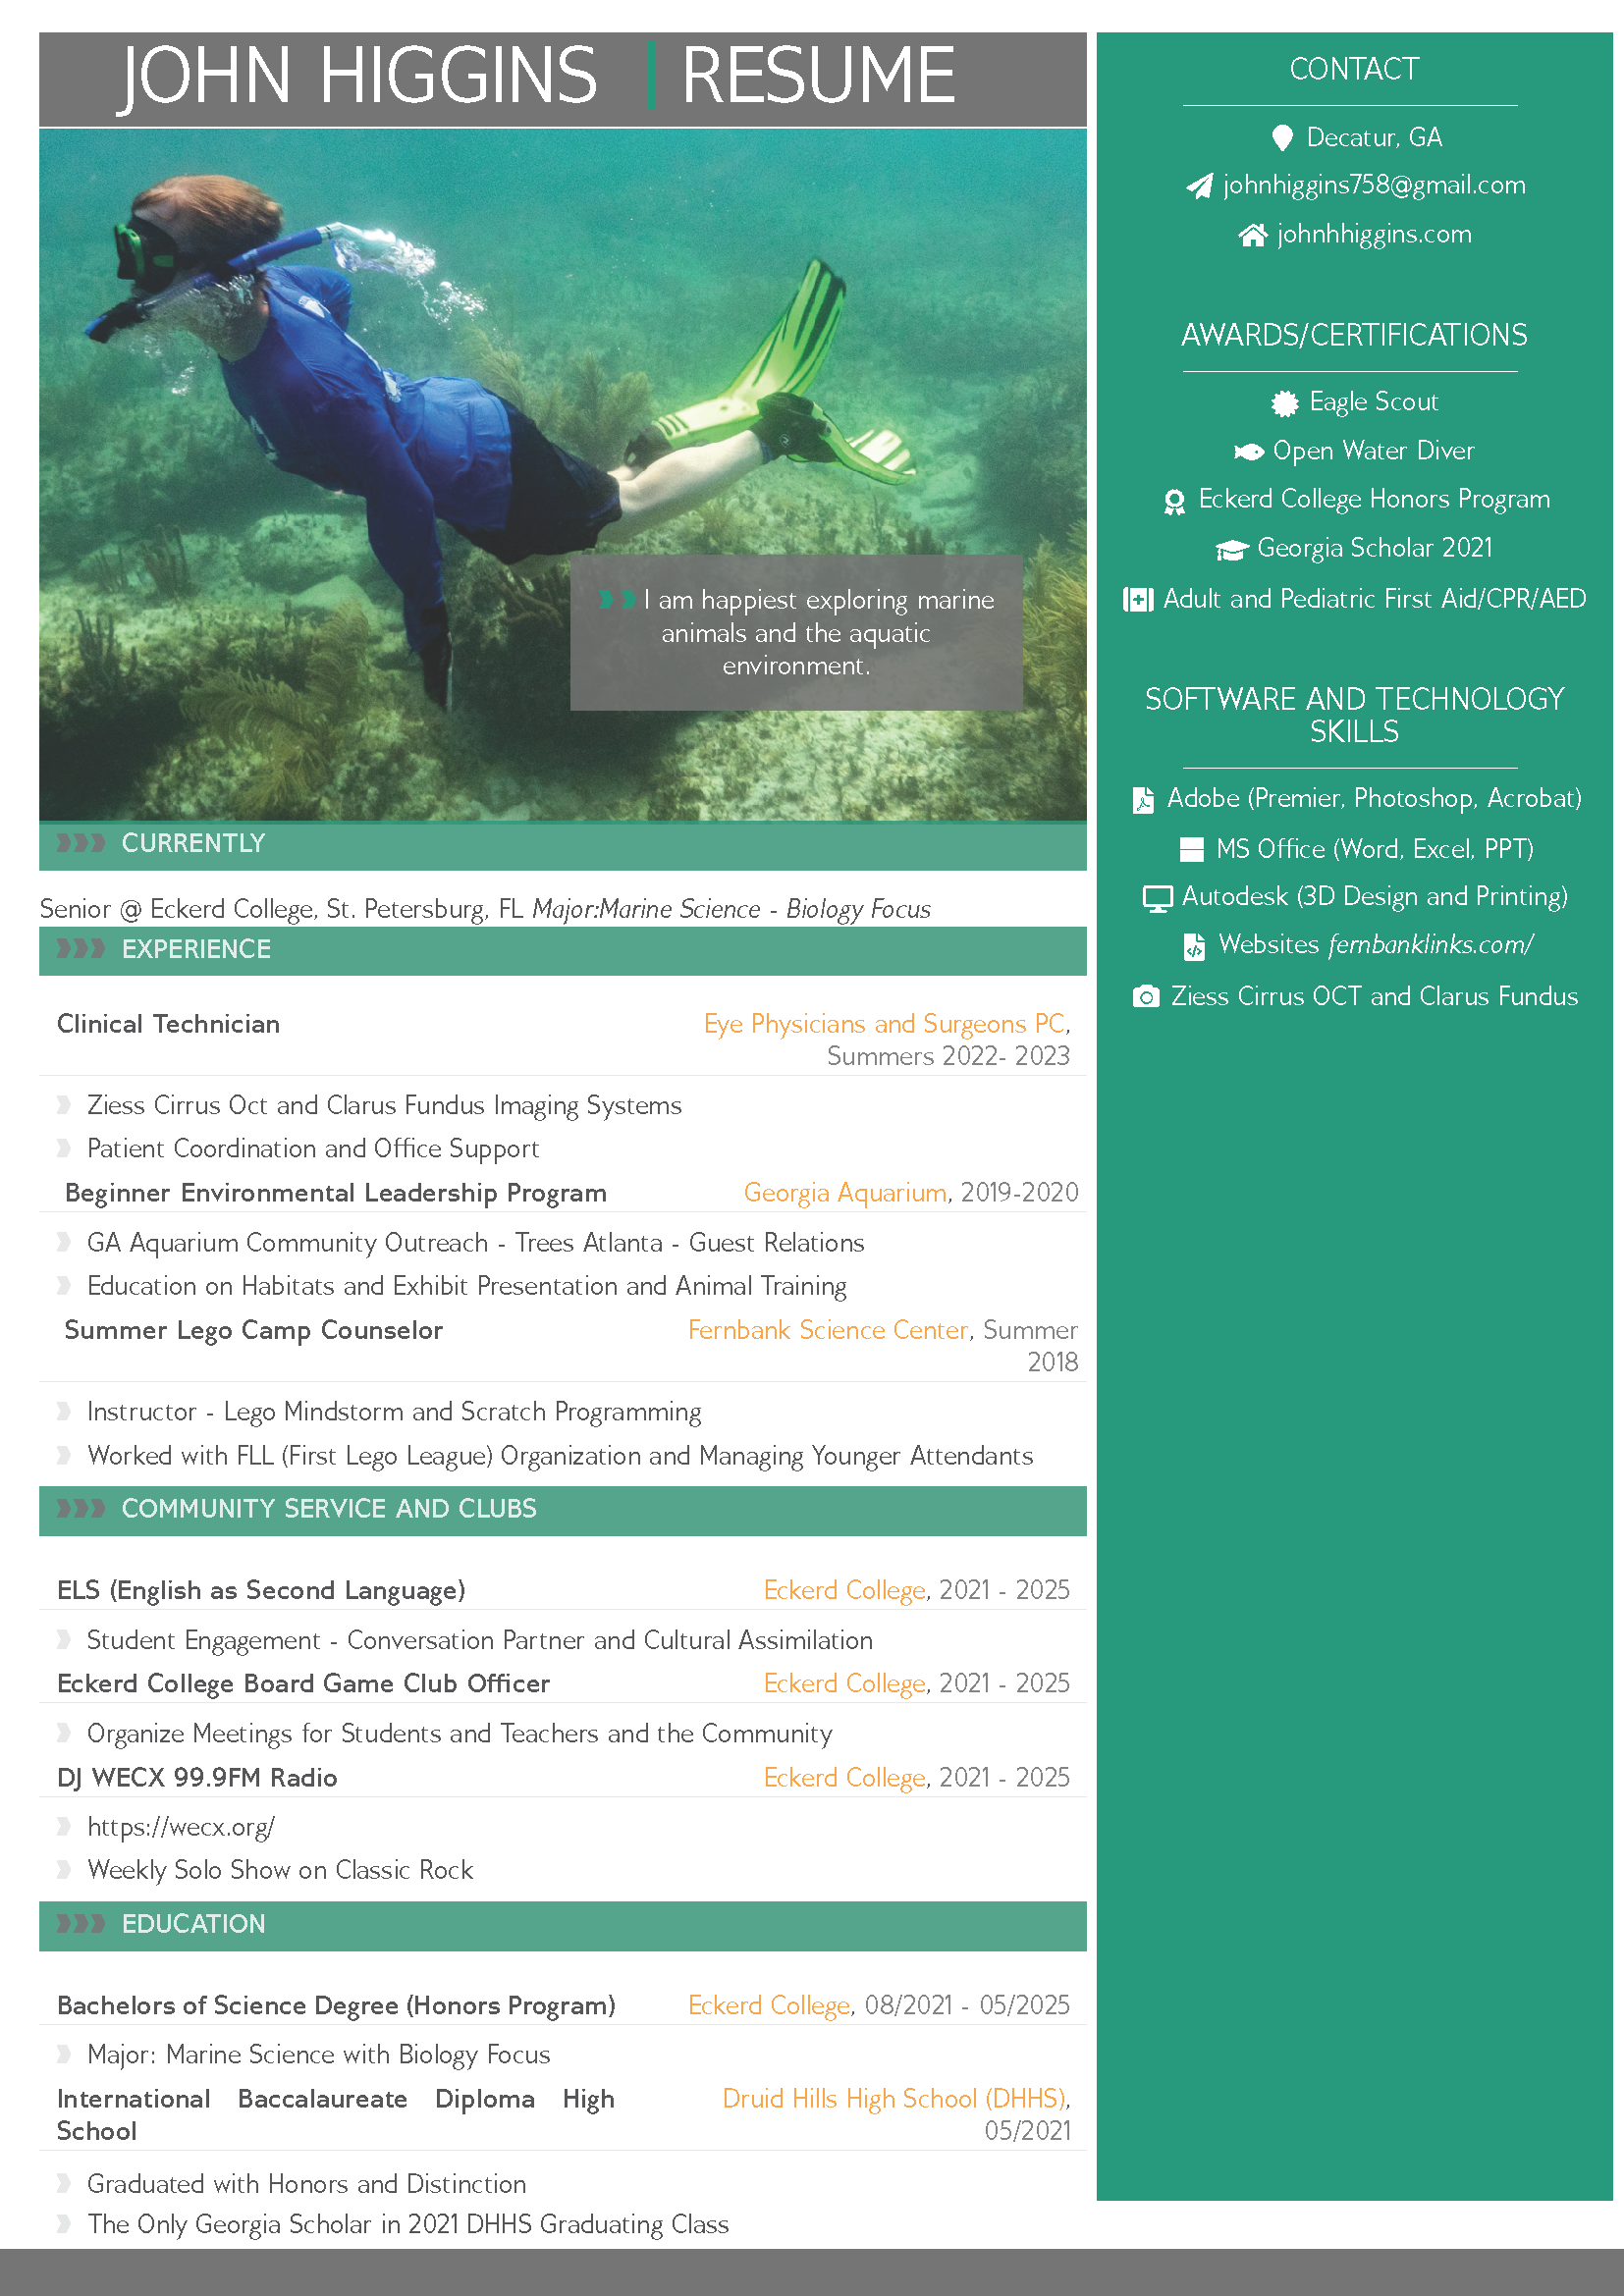 JOHN HIGGINS | RESUME
I am happiest exploring marine
animals and the aquatic
environment.
CURRENTLY
Senior @ Eckerd College, St. Petersburg, FL Major:Marine Science - Biology Focus
EXPERIENCE
Clinical Technician Eye Physicians and Surgeons PC,
Summers 2022- 2023
Ziess Cirrus Oct and Clarus Fundus Imaging Systems
Patient Coordination and Office Support
Beginner Environmental Leadership Program Georgia Aquarium, 2019-2020
GA Aquarium Community Outreach - Trees Atlanta - Guest Relations
Education on Habitats and Exhibit Presentation and Animal Training
Summer Lego Camp Counselor Fernbank Science Center, Summer
2018
Instructor - Lego Mindstorm and Scratch Programming
Worked with FLL (First Lego League) Organization and Managing Younger Attendants
COMMUNITY SERVICE AND CLUBS
ELS (English as Second Language) Eckerd College, 2021 - 2025
Student Engagement - Conversation Partner and Cultural Assimilation
Eckerd College Board Game Club Officer Eckerd College, 2021 - 2025
Organize Meetings for Students and Teachers and the Community
DJ WECX 99.9FM Radio Eckerd College, 2021 - 2025
https://wecx.org/
Weekly Solo Show on Classic Rock
EDUCATION
Bachelors of Science Degree (Honors Program) Eckerd College, 08/2021 - 05/2025
Major: Marine Science with Biology Focus
International Baccalaureate Diploma High Druid Hills High School (DHHS),
School 05/2021
Graduated with Honors and Distinction
The Only Georgia Scholar in 2021 DHHS Graduating Class
CONTACT
Decatur, GA
johnhiggins758@gmail.com
johnhhiggins.com
AWARDS/CERTIFICATIONS
Eagle Scout
Open Water Diver
Eckerd College Honors Program
Georgia Scholar 2021
Adult and Pediatric First Aid/CPR/AED
SOFTWARE AND TECHNOLOGY
SKILLS
Adobe (Premier, Photoshop, Acrobat)
MS Office (Word, Excel, PPT)
Autodesk (3D Design and Printing)
Websites fernbanklinks.com/
Ziess Cirrus OCT and Clarus Fundus